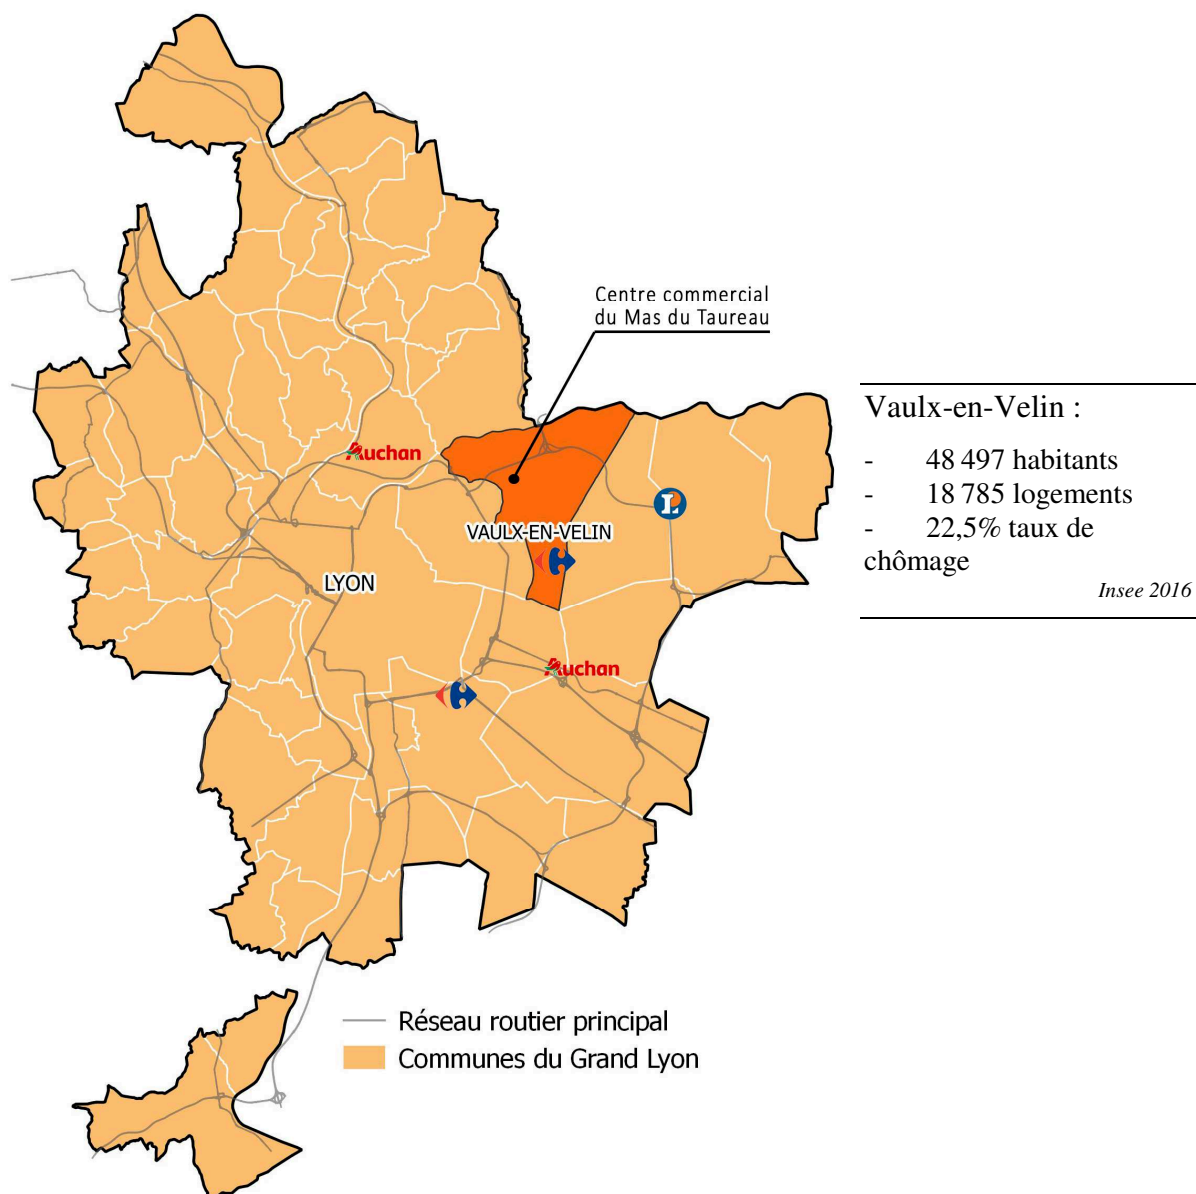 Centre commercial
du Mas du Taureau
Auchan
L
VAULX-EN-VELIN
LYON
Auchan
Vaulx-en-Velin :
- 48 497 habitants
- 18 785 logements
- 22,5% taux de
chômage
Insee 2016
Réseau routier principal
Communes du Grand Lyon